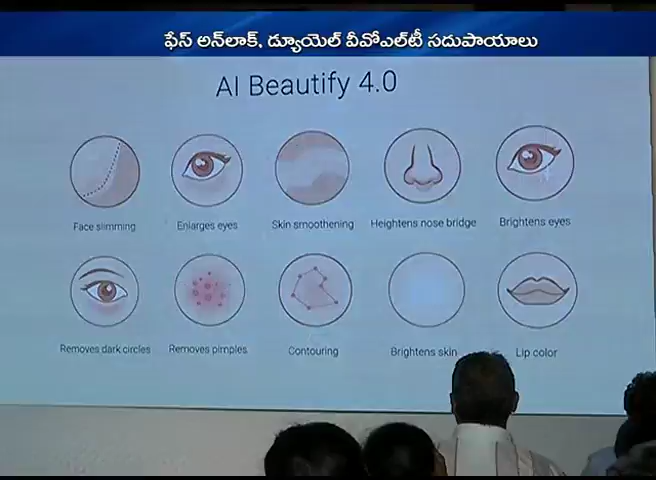 ఫేస్ అన్‌లాక్, డ్యూయెల్ వీవోఎల్‌టీ సదుపాయాలు
AI Beautify 4.0
Face slimming
Enlarges eyes
Skin smoothening
Heightens nose bridge
Brightens eyes
Removes dark circles
Removes pimples
Contouring
Brightens skin
Lip color